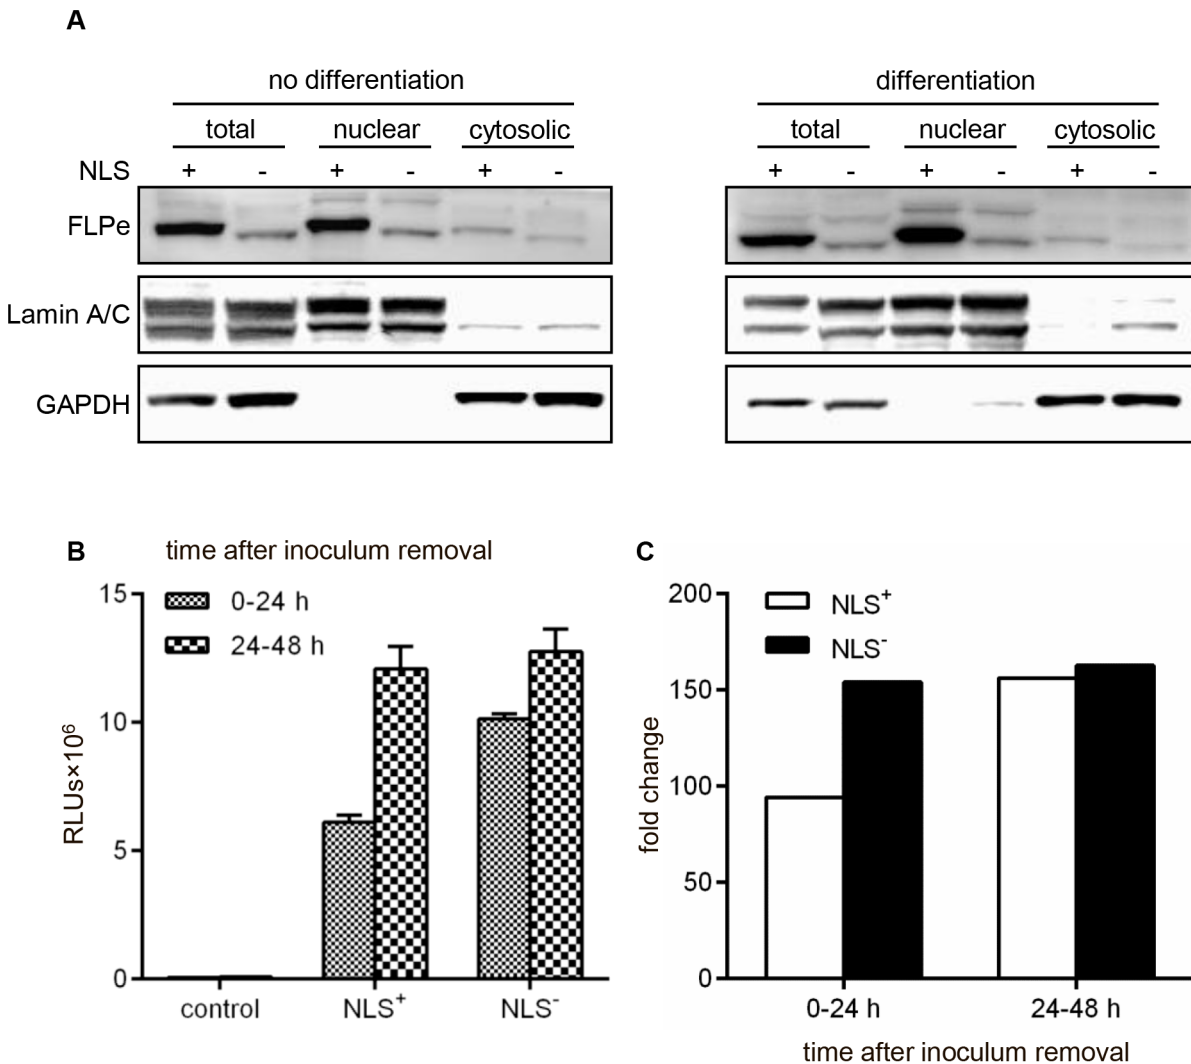 A
no differentiation differentiation
total nuclear cytosolic total nuclear cytosolic
NLS + - + - + - + - + - + -
FLPe
Lamin A/C
GAPDH
B time after inoculum removal
0-24 h
24-48 h
15
10
5
0
RLUs×10⁶
control NLS⁺ NLS⁻
C
NLS⁺
NLS⁻
200
150
100
50
0
fold change
0-24 h 24-48 h
time after inoculum removal